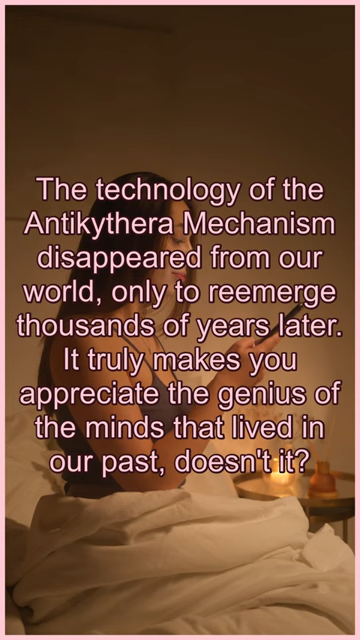 The technology of the
Antikythera Mechanism
disappeared from our
world, only to reemerge
thousands of years later.
It truly makes you
appreciate the genius of
the minds that lived in
our past, doesn't it?